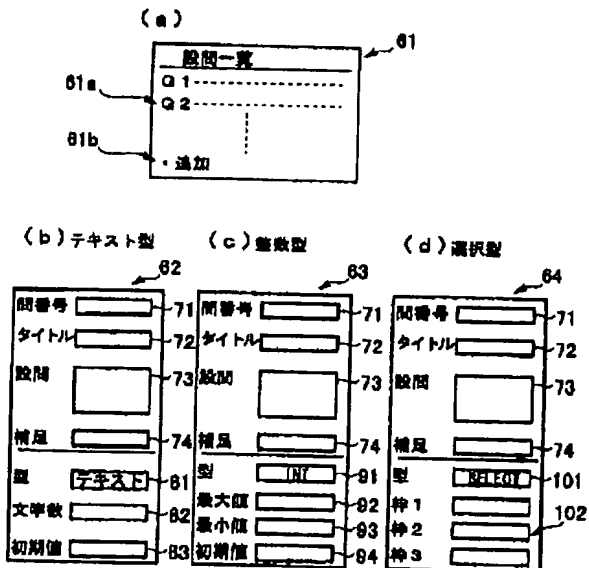 (a)
61
設問一覧
61a
Q1
Q2
61b
・追加
(b)テキスト型
(c)整数型
(d)選択型
62
63
64
問番号 71
タイトル 72
設問 73
補足 74
型 テキスト 81
文字数 82
初期値 83
問番号 71
タイトル 72
設問 73
補足 74
型 INT 91
最大値 92
最小値 93
初期値 94
問番号 71
タイトル 72
設問 73
補足 74
型 SELECT 101
枠1
枠2 102
枠3